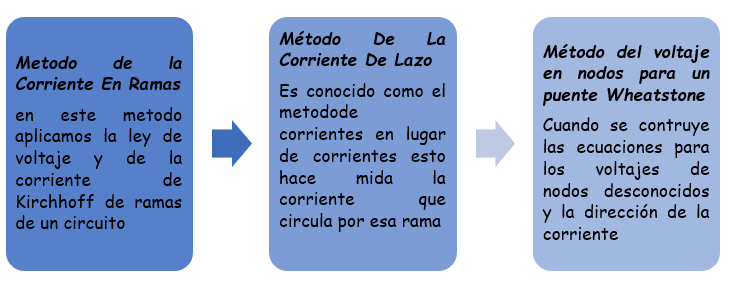 Metodo de la
Corriente En Ramas
en este metodo
aplicamos la ley de
voltaje y de la
corriente de
Kirchhoff de ramas
de un circuito
Método De La
Corriente De Lazo
Es conocido como el
metodode
corrientes en lugar
de corrientes esto
hace mida la
corriente que
circula por esa rama
Método del voltaje
en nodos para un
puente Wheatstone
Cuando se contruye
las ecuaciones para
los voltajes de
nodos desconocidos
y la dirección de la
corriente